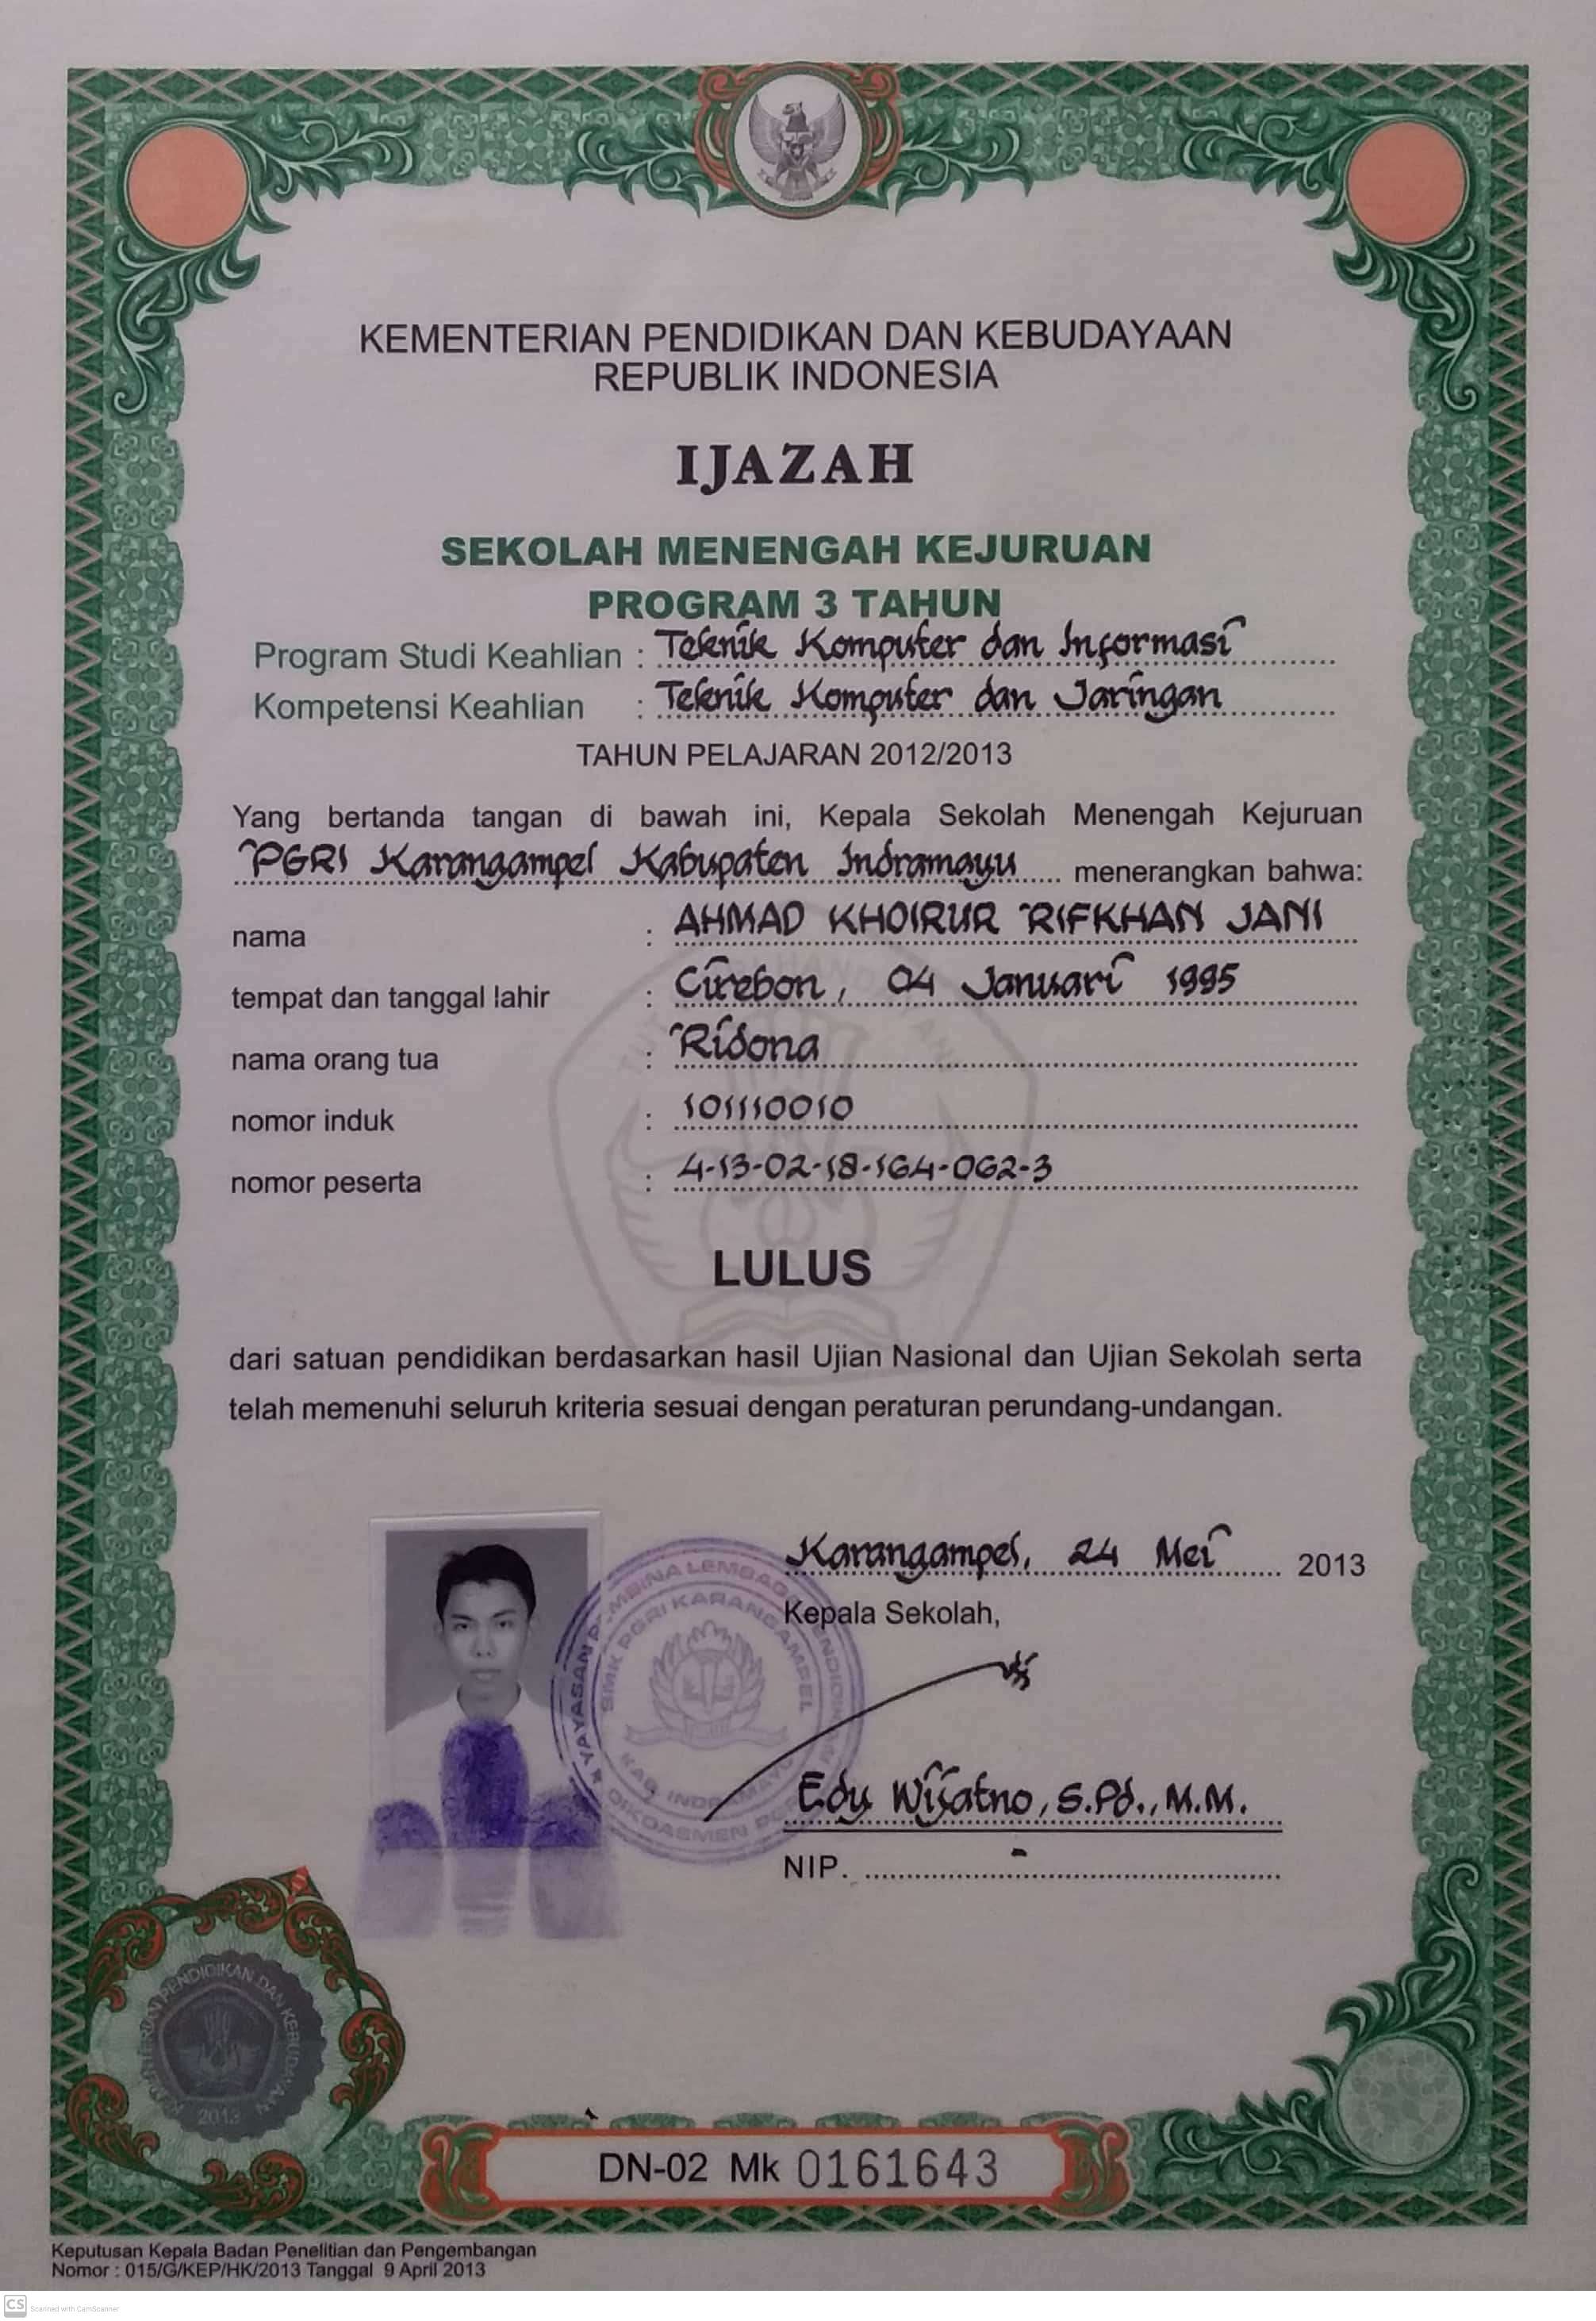 KEMENTERIAN PENDIDIKAN DAN KEBUDAYAAN
REPUBLIK INDONESIA
IJAZAH
SEKOLAH MENENGAH KEJURUAN
PROGRAM 3 TAHUN
Program Studi Keahlian : Teknik Komputer dan Informasi
Kompetensi Keahlian : Teknik Komputer dan Jaringan
TAHUN PELAJARAN 2012/2013
Yang bertanda tangan di bawah ini, Kepala Sekolah Menengah Kejuruan
PGRI Karangampel Kabupaten Indramayu menerangkan bahwa:
nama : AHMAD KHOIRUR RIFKHAN JANI
tempat dan tanggal lahir : Cirebon, 04 Januari 1995
nama orang tua : Ridona
nomor induk : 101110010
nomor peserta : 4-13-02-18-164-062-3
LULUS
dari satuan pendidikan berdasarkan hasil Ujian Nasional dan Ujian Sekolah serta
telah memenuhi seluruh kriteria sesuai dengan peraturan perundang-undangan.
Karangampel, 24 Mei 2013
Kepala Sekolah,
YAYASAN PEMBINA LEMBAGA PENDIDIKAN
DIKDASMEN
SMK PGRI KARANGAMPEL
KAB. INDRAMAYU
Edy Wijatno, S.Pd., M.M.
NIP. -
KEMENTERIAN PENDIDIKAN DAN KEBUDAYAAN
2013
DN-02 Mk 0161643
Keputusan Kepala Badan Penelitian dan Pengembangan
Nomor : 015/G/KEP/HK/2013 Tanggal 9 April 2013
CS Scanned with CamScanner